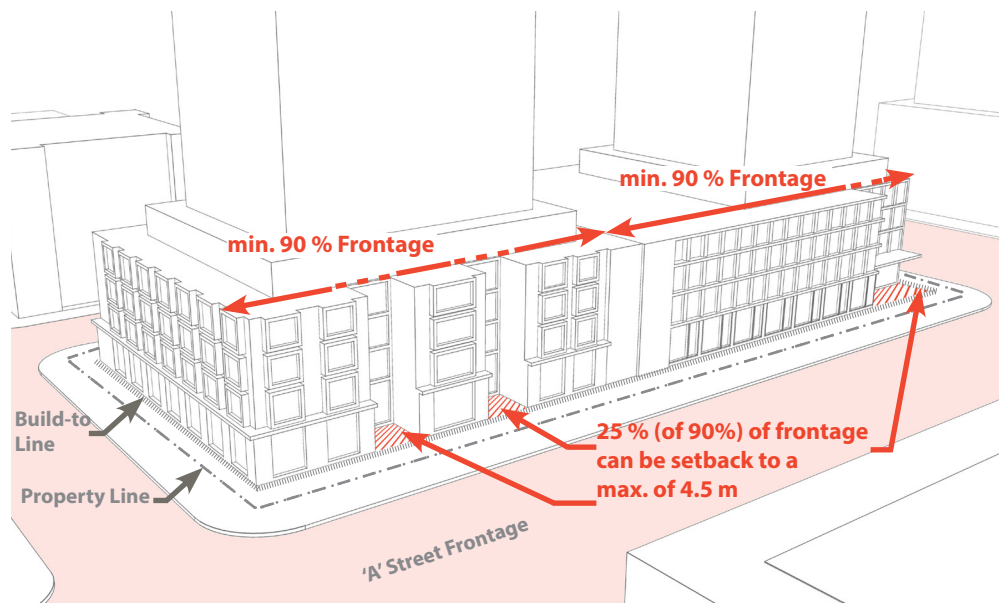 min. 90 % Frontage
min. 90 % Frontage
Build-to
Line
Property Line
25 % (of 90%) of frontage
can be setback to a
max. of 4.5 m
'A' Street Frontage